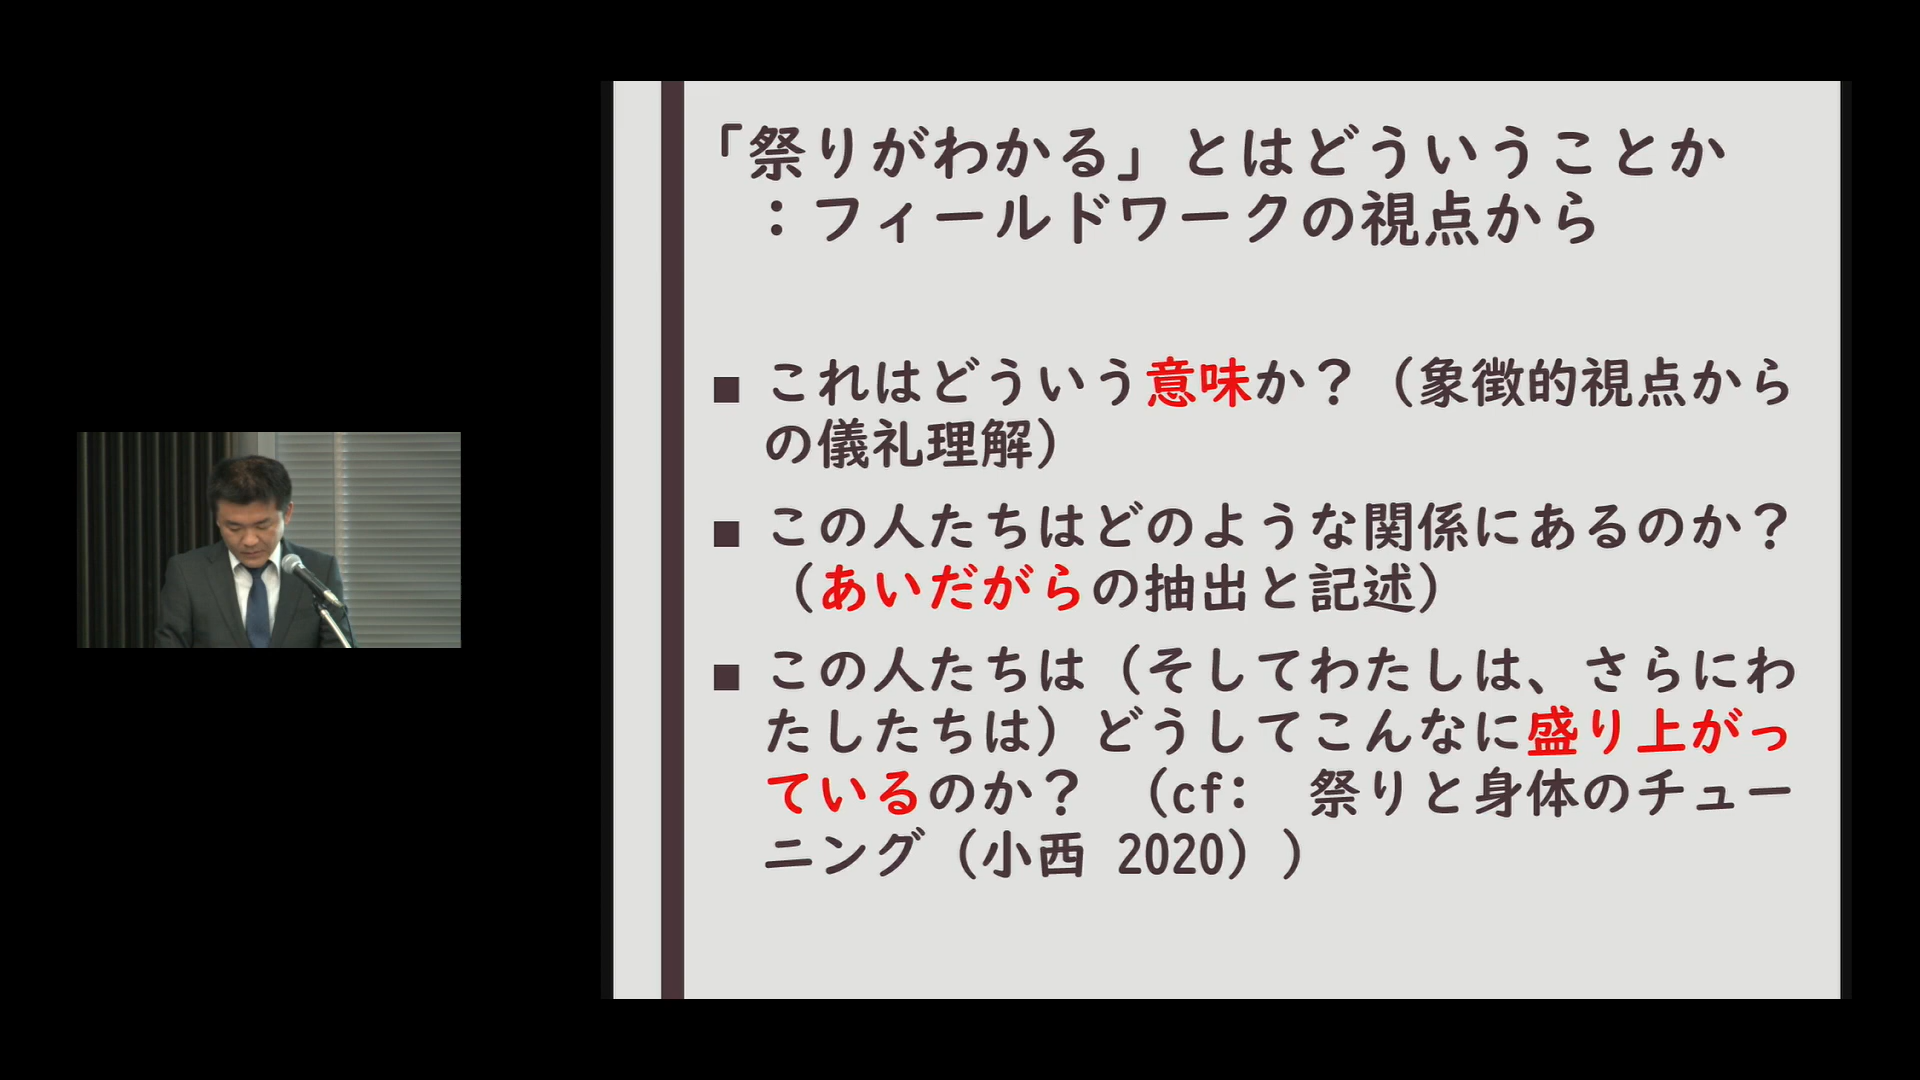 「祭りがわかる」とはどういうことか
：フィールドワークの視点から
■ これはどういう意味か？（象徴的視点から
の儀礼理解）
■ この人たちはどのような関係にあるのか？
（あいだがらの抽出と記述）
■ この人たちは（そしてわたしは、さらにわ
たしたちは）どうしてこんなに盛り上がっ
ているのか？　（cf:　祭りと身体のチュー
ニング（小西 2020））